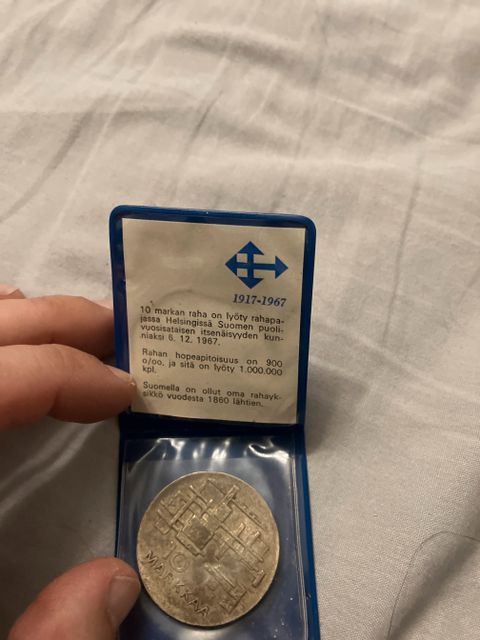 1917-1967
10 markan raha on lyöty rahapa-
jassa Helsingissä Suomen puoli-
vuosisataisen itsenäisyyden kun-
niaksi 6. 12. 1967.
Rahan hopeapitoisuus on 900
o/oo, ja sitä on lyöty 1.000.000
kpl.
Suomella on ollut oma rahayk-
sikkö vuodesta 1860 lähtien.
10
MARKKAA